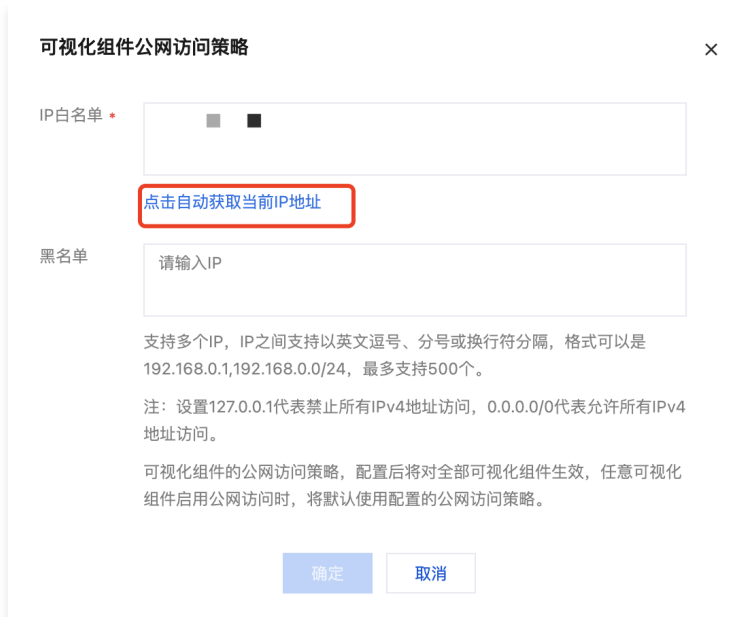 可视化组件公网访问策略
IP白名单 *
点击自动获取当前IP地址
黑名单
请输入IP
支持多个IP，IP之间支持以英文逗号、分号或换行符分隔，格式可以是
192.168.0.1,192.168.0.0/24，最多支持500个。
注：设置127.0.0.1代表禁止所有IPv4地址访问，0.0.0.0/0代表允许所有IPv4
地址访问。
可视化组件的公网访问策略，配置后将对全部可视化组件生效，任意可视化
组件启用公网访问时，将默认使用配置的公网访问策略。
确定
取消